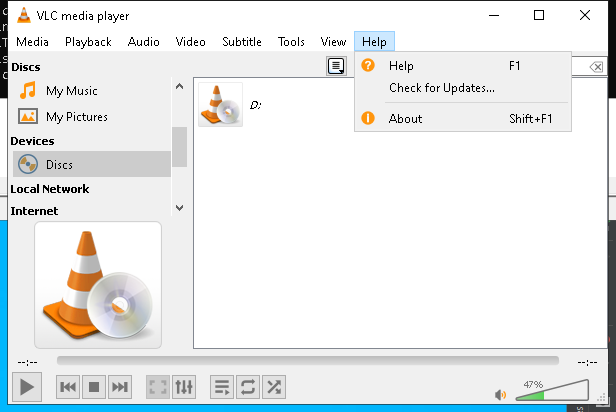 VLC media player
Media Playback Audio Video Subtitle Tools View Help
Discs
Help F1
My Music
Check for Updates...
D:
My Pictures
About Shift+F1
Devices
Discs
Local Network
Internet
--:-- --:--
47%